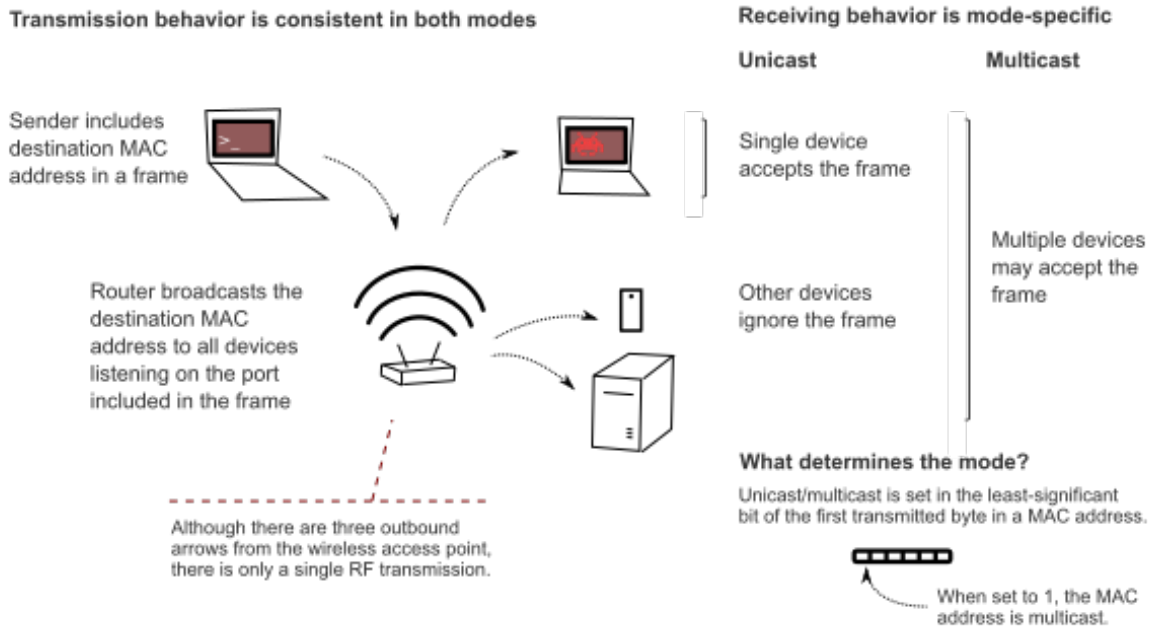 Transmission behavior is consistent in both modes
Sender includes
destination MAC
address in a frame
>_
Router broadcasts the
destination MAC
address to all devices
listening on the port
included in the frame
Although there are three outbound
arrows from the wireless access point,
there is only a single RF transmission.
Receiving behavior is mode-specific
Unicast
Multicast
Single device
accepts the frame
Other devices
ignore the frame
Multiple devices
may accept the
frame
What determines the mode?
Unicast/multicast is set in the least-significant
bit of the first transmitted byte in a MAC address.
When set to 1, the MAC
address is multicast.